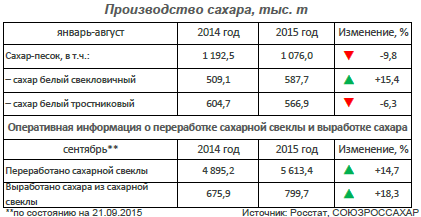 Производство сахара, тыс. т
январь-август 2014 год 2015 год Изменение, %
Сахар-песок, в т.ч.: 1 192,5 1 076,0 -9,8
– сахар белый свекловичный 509,1 587,7 +15,4
– сахар белый тростниковый 604,7 566,9 -6,3
Оперативная информация о переработке сахарной свеклы и выработке сахара
сентябрь** 2014 год 2015 год Изменение, %
Переработано сахарной свеклы 4 895,2 5 613,4 +14,7
Выработано сахара из сахарной
свеклы 675,9 799,7 +18,3
**по состоянию на 21.09.2015 Источник: Росстат, СОЮЗРОССАХАР